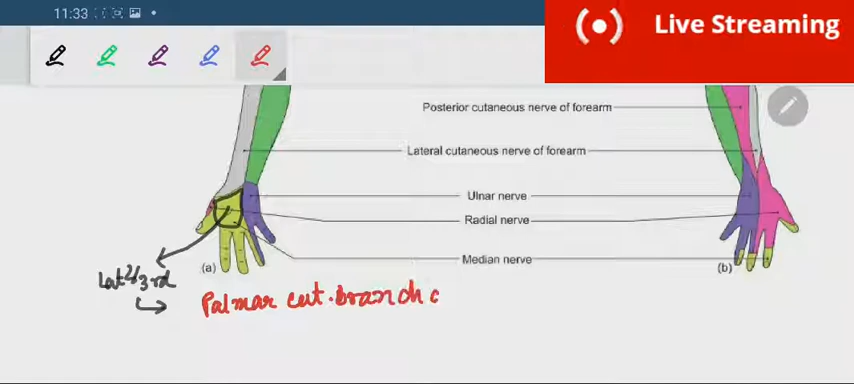 11:33
Live Streaming
Posterior cutaneous nerve of forearm
Lateral cutaneous nerve of forearm
Ulnar nerve
Radial nerve
Median nerve
(a)
(b)
Lat 2/3rd
Palmar cut. branch o